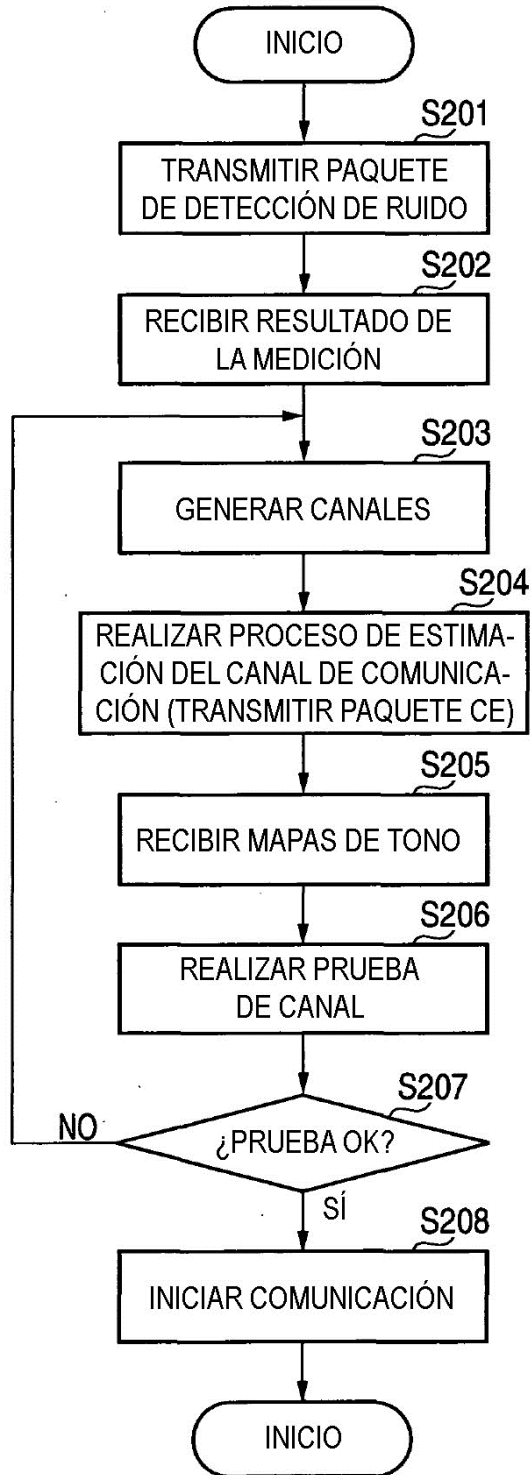 INICIO
S201
TRANSMITIR PAQUETE
DE DETECCIÓN DE RUIDO
S202
RECIBIR RESULTADO DE
LA MEDICIÓN
S203
GENERAR CANALES
S204
REALIZAR PROCESO DE ESTIMA-
CIÓN DEL CANAL DE COMUNICA-
CIÓN (TRANSMITIR PAQUETE CE)
S205
RECIBIR MAPAS DE TONO
S206
REALIZAR PRUEBA
DE CANAL
S207
NO
¿PRUEBA OK?
SÍ
S208
INICIAR COMUNICACIÓN
INICIO